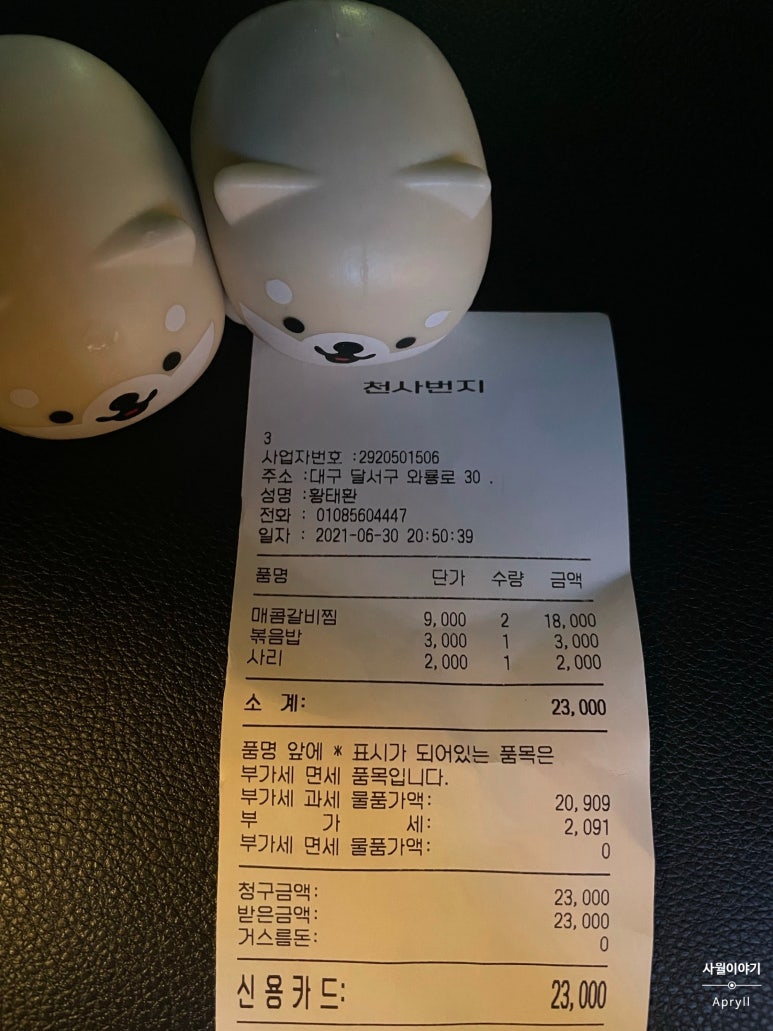 천사번지
3
사업자번호 :2920501506
주소 :대구 달서구 와룡로 30 .
성명 :황태환
전화 : 01085604447
일자 : 2021-06-30 20:50:39
품명 단가 수량 금액
매콤갈비찜 9,000 2 18,000
볶음밥 3,000 1 3,000
사리 2,000 1 2,000
소 계: 23,000
품명 앞에 * 표시가 되어있는 품목은
부가세 면세 품목입니다.
부가세 과세 물품가액: 20,909
부 가 세: 2,091
부가세 면세 물품가액: 0
청구금액: 23,000
받은금액: 23,000
거스름돈: 0
신용카드: 23,000
사월이야기
Apryll